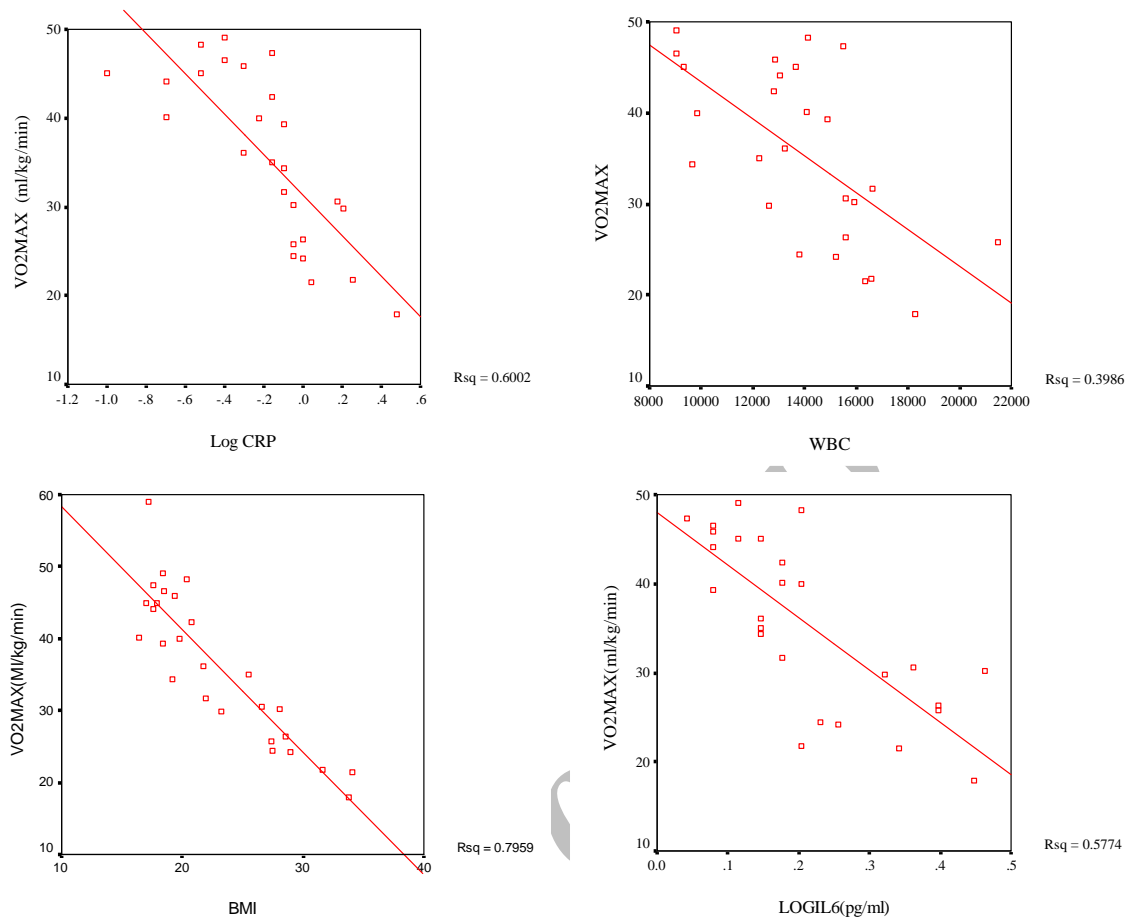 50
40
30
20
10
VO2MAX (ml/kg/min)
-1.2 -1.0 -.8 -.6 -.4 -.2 .0 .2 .4 .6
Log CRP
Rsq = 0.6002
50
40
30
20
10
VO2MAX
8000 10000 12000 14000 16000 18000 20000 22000
WBC
Rsq = 0.3986
60
50
40
30
20
10
VO2MAX(Ml/kg/min)
10 20 30 40
BMI
Rsq = 0.7959
50
40
30
20
10
VO2MAX(ml/kg/min)
0.0 .1 .2 .3 .4 .5
LOGIL6(pg/ml)
Rsq = 0.5774